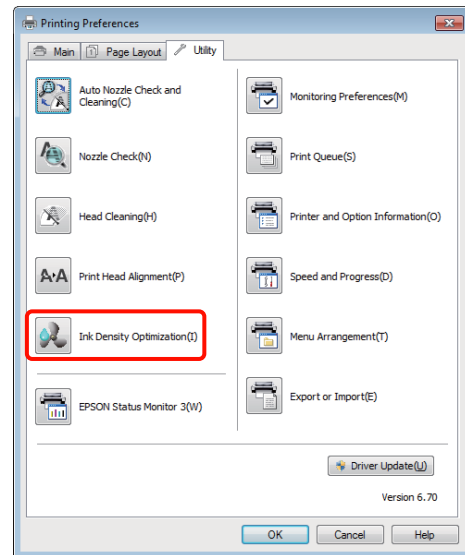 Printing Preferences
Main
Page Layout
Utility
Auto Nozzle Check and
Cleaning(C)
Nozzle Check(N)
Head Cleaning(H)
Print Head Alignment(P)
Ink Density Optimization(I)
EPSON Status Monitor 3(W)
Monitoring Preferences(M)
Print Queue(S)
Printer and Option Information(O)
Speed and Progress(D)
Menu Arrangement(T)
Export or Import(E)
Driver Update(U)
Version 6.70
OK
Cancel
Help